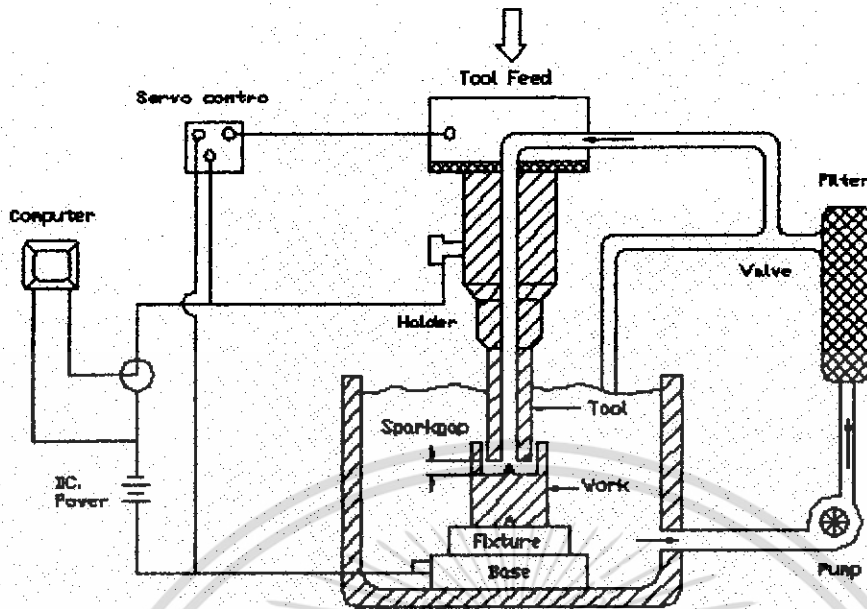 Tool Feed
Servo contro
Filter
Computer
Valve
Holder
Tool
Sparkgap
DC.
Power
Work
Fixture
Base
Pump